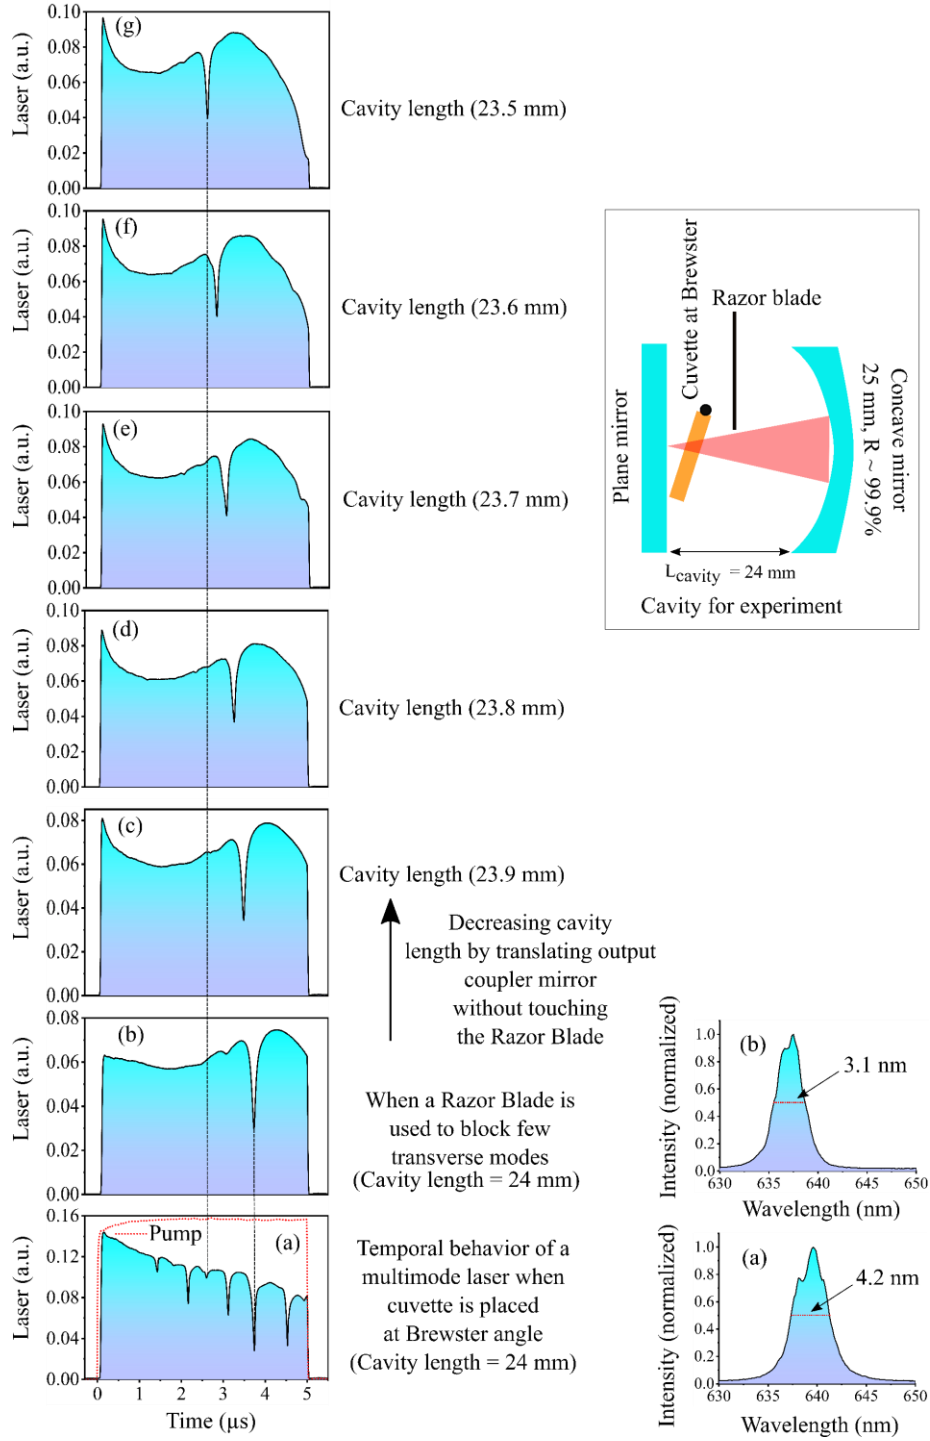 (g)
Laser (a.u.)
0.10
0.08
0.06
0.04
0.02
0.00
Cavity length (23.5 mm)
(f)
Laser (a.u.)
0.10
0.08
0.06
0.04
0.02
0.00
Cavity length (23.6 mm)
(e)
Laser (a.u.)
0.10
0.08
0.06
0.04
0.02
0.00
Cavity length (23.7 mm)
(d)
Laser (a.u.)
0.10
0.08
0.06
0.04
0.02
0.00
Cavity length (23.8 mm)
(c)
Laser (a.u.)
0.08
0.06
0.04
0.02
0.00
Cavity length (23.9 mm)
Decreasing cavity
length by translating output
coupler mirror
without touching
the Razor Blade
(b)
Laser (a.u.)
0.08
0.06
0.04
0.02
0.00
When a Razor Blade is
used to block few
transverse modes
(Cavity length = 24 mm)
(a)
Pump
Laser (a.u.)
0.16
0.12
0.08
0.04
0.00
0 1 2 3 4 5
Time (µs)
Temporal behavior of a
multimode laser when
cuvette is placed
at Brewster angle
(Cavity length = 24 mm)
Plane mirror
Cuvette at Brewster
Razor blade
Concave mirror
25 mm, R ~ 99.9%
Lcavity = 24 mm
Cavity for experiment
(b)
3.1 nm
Intensity (normalized)
1.0
0.8
0.6
0.4
0.2
0.0
630 635 640 645 650
Wavelength (nm)
(a)
4.2 nm
Intensity (normalized)
1.0
0.8
0.6
0.4
0.2
0.0
630 635 640 645 650
Wavelength (nm)